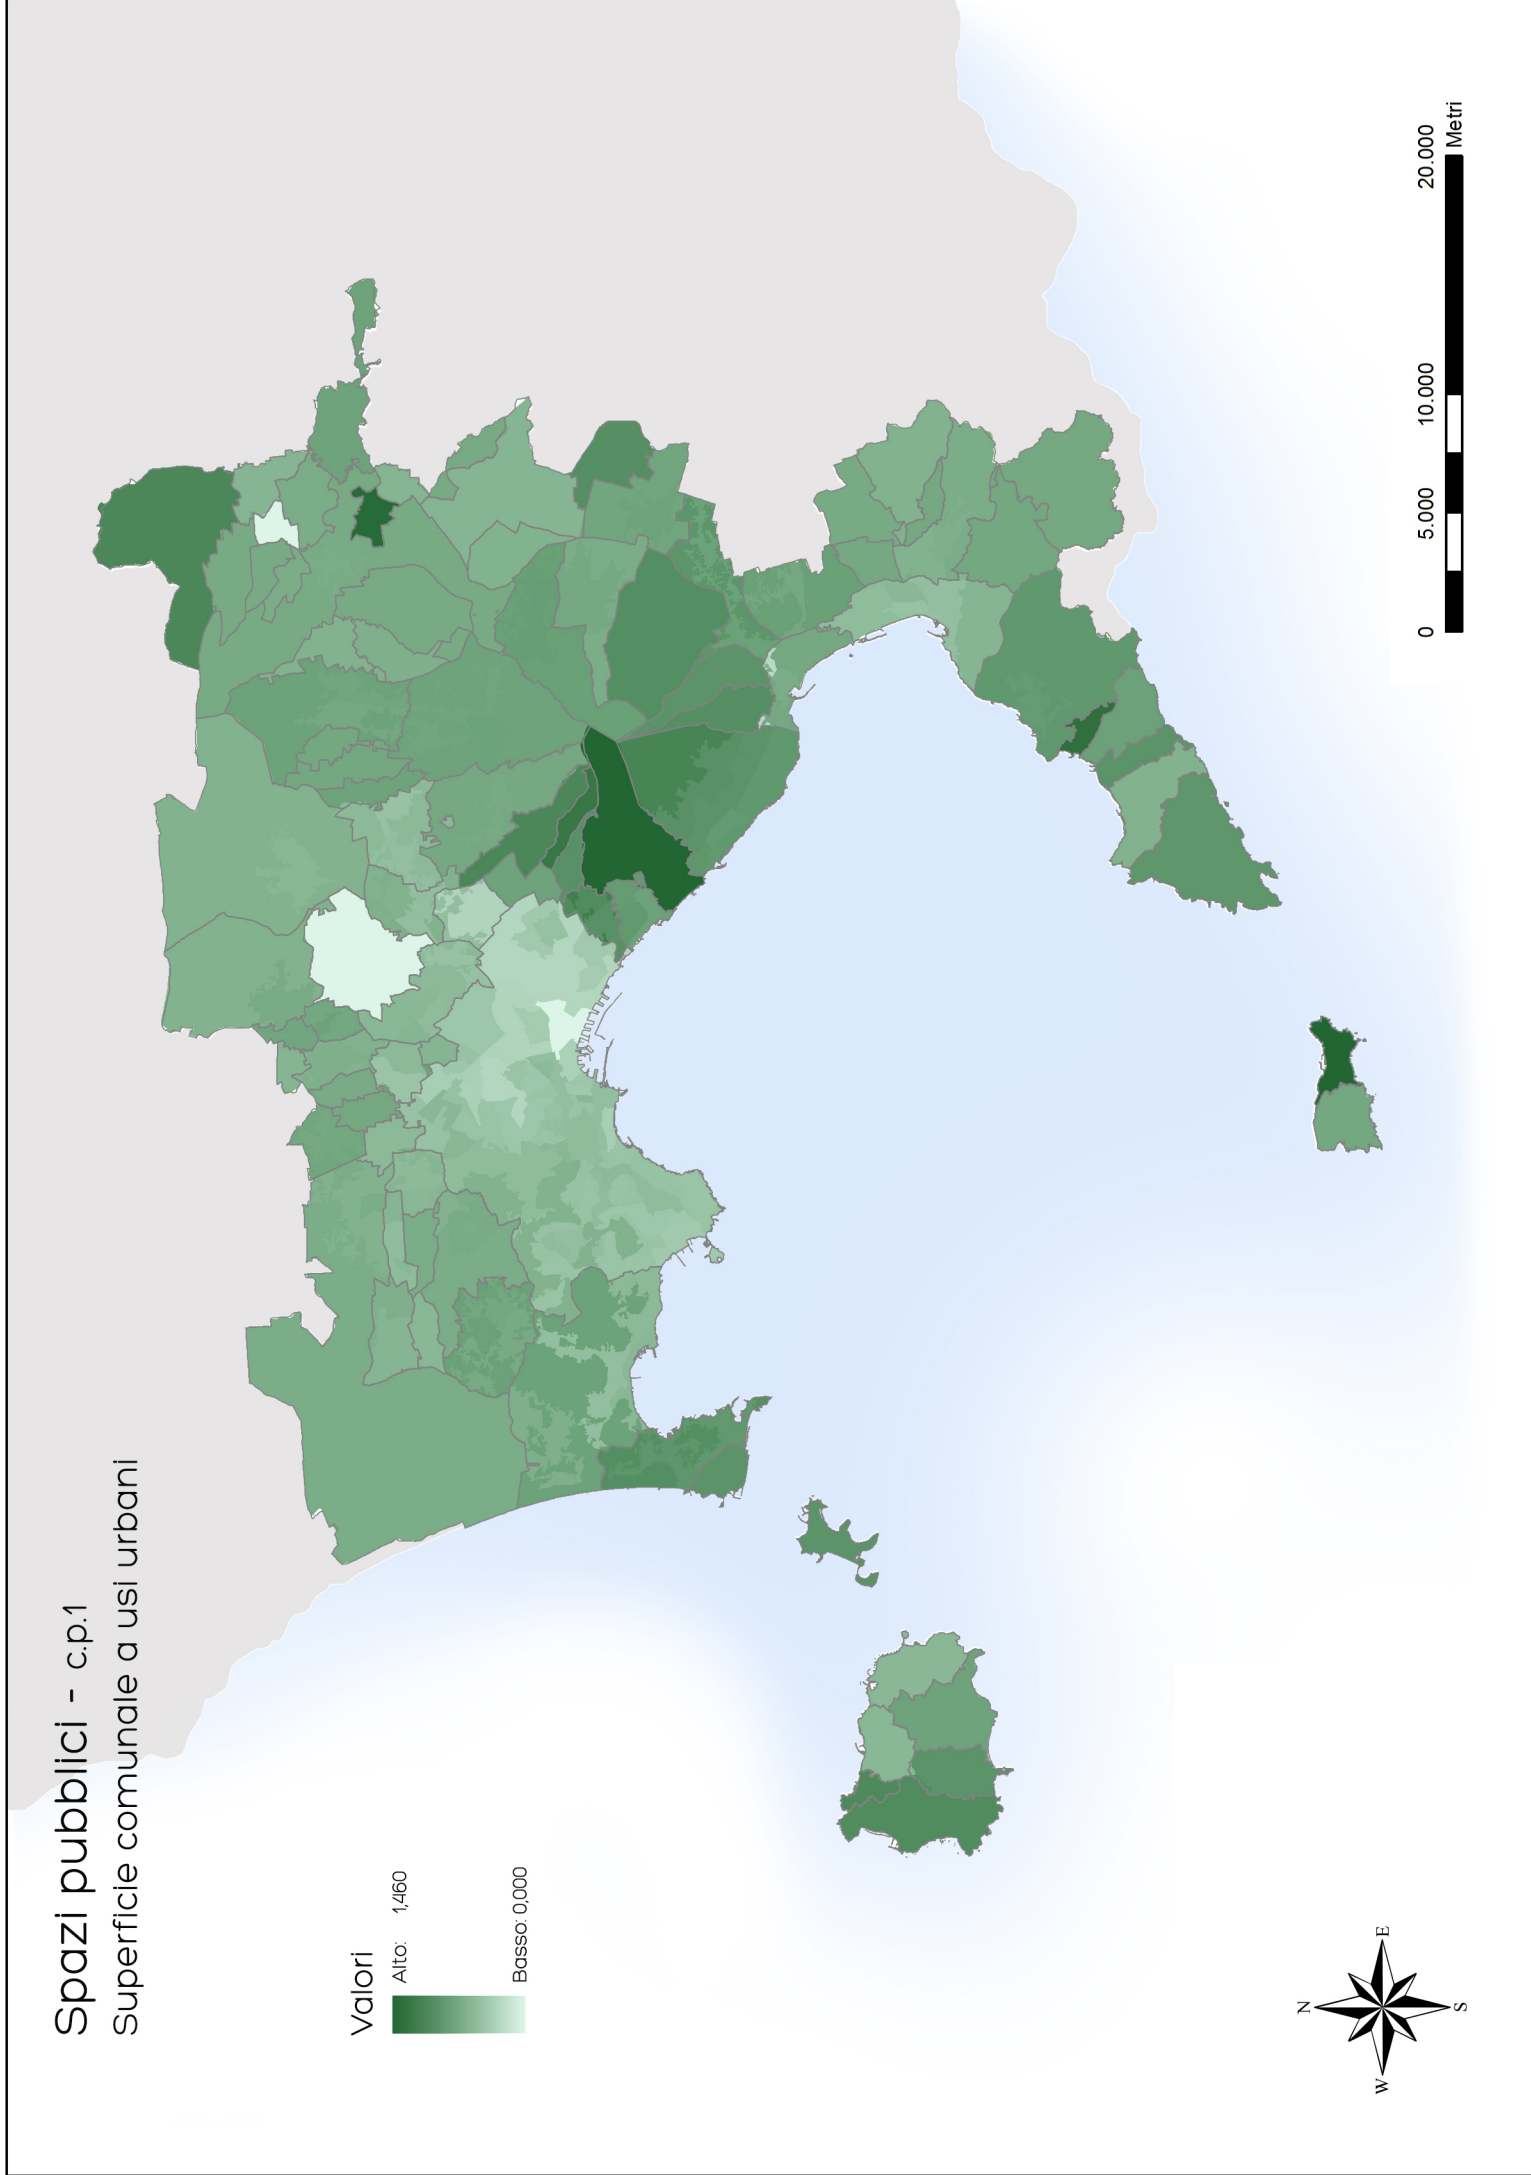 Spazi pubblici - c.p.1
Superficie comunale a usi urbani
Valori
Alto: 1,460
Basso: 0,000
N
W
E
S
0
5.000
10.000
20.000
Metri